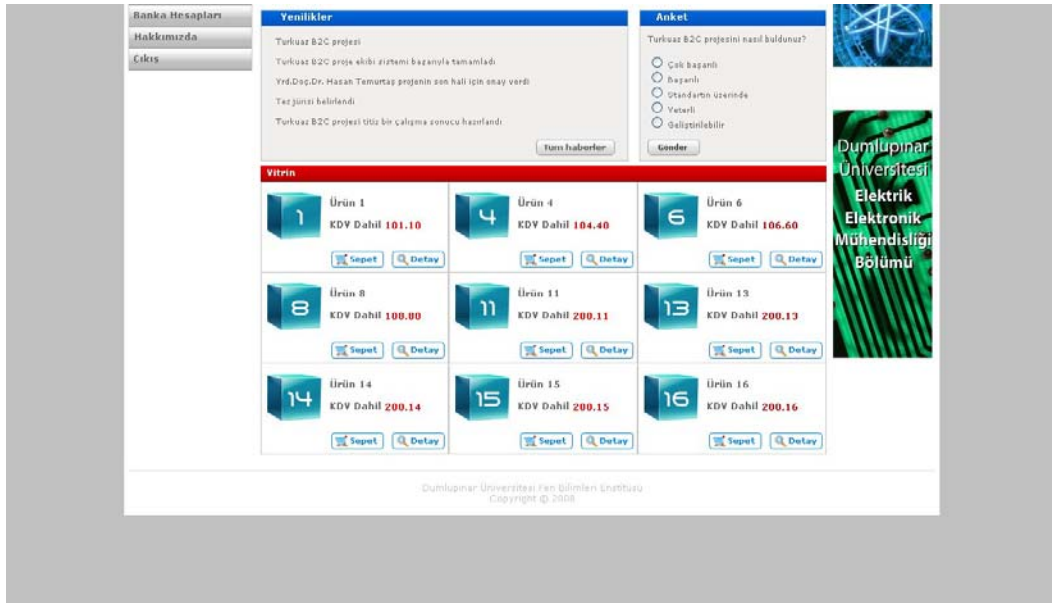 Banka Hesapları
Hakkımızda
Çıkış
Yenilikler
Turkuaz B2C projesi
Turkuaz B2C proje ekibi sistemi başarıyla tamamladı
Yrd.Doç.Dr. Hasan Temurtaş projenin son hali için onay verdi
Tez jürisi belirlendi
Turkuaz B2C projesi titiz bir çalışma sonucu hazırlandı
Tüm haberler
Anket
Turkuaz B2C projesini nasıl buldunuz?
Çok başarılı
Başarılı
Standartın üzerinde
Yeterli
Geliştirilebilir
Gönder
Dumlupınar
Üniversitesi
Elektrik
Elektronik
Mühendisliği
Bölümü
Vitrin
1
Ürün 1
KDV Dahil 101.10
Sepet Detay
4
Ürün 4
KDV Dahil 104.40
Sepet Detay
6
Ürün 6
KDV Dahil 106.60
Sepet Detay
8
Ürün 8
KDV Dahil 100.00
Sepet Detay
11
Ürün 11
KDV Dahil 200.11
Sepet Detay
13
Ürün 13
KDV Dahil 200.13
Sepet Detay
14
Ürün 14
KDV Dahil 200.14
Sepet Detay
15
Ürün 15
KDV Dahil 200.15
Sepet Detay
16
Ürün 16
KDV Dahil 200.16
Sepet Detay
Dumlupınar Üniversitesi Fen Bilimleri Enstitüsü
Copyright © 2008